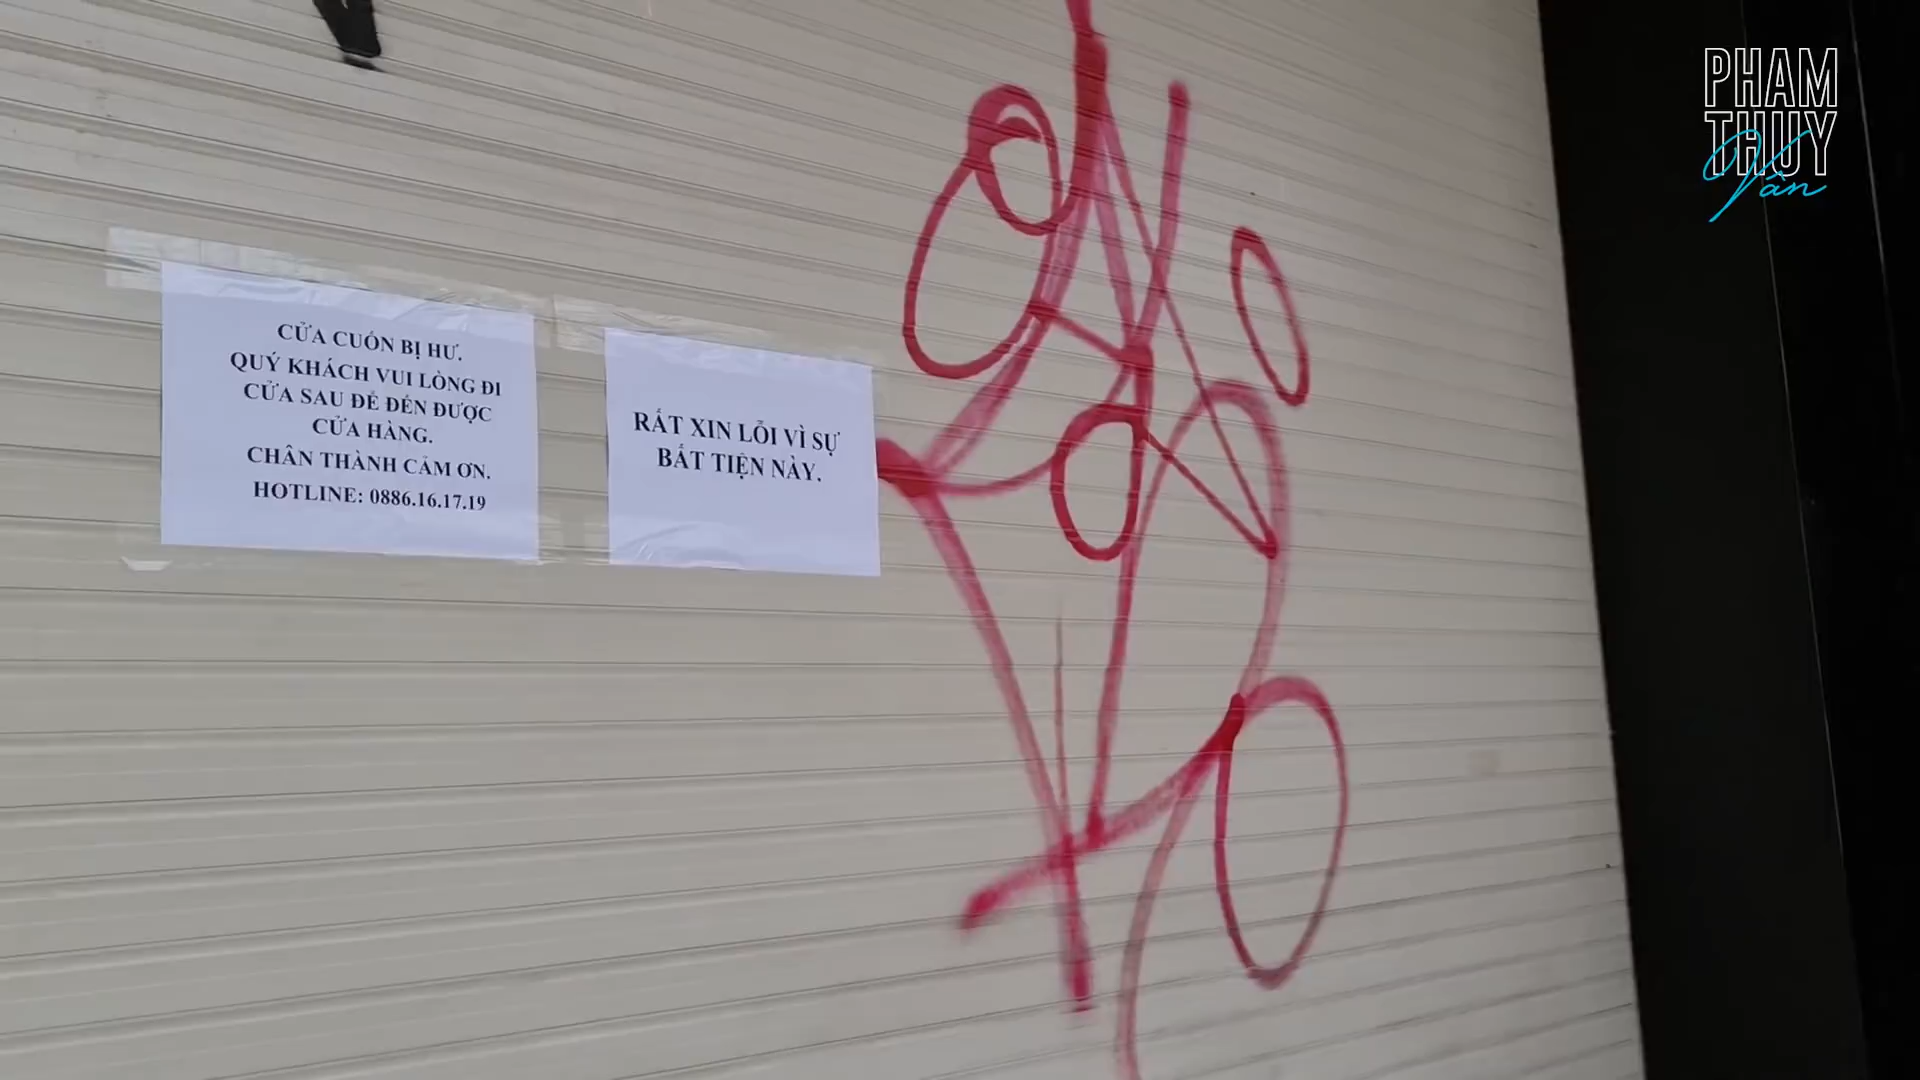 CỬA CUỐN BỊ HƯ.
QUÝ KHÁCH VUI LÒNG ĐI
CỬA SAU ĐỂ ĐẾN ĐƯỢC
CỬA HÀNG.
CHÂN THÀNH CẢM ƠN.
HOTLINE: 0886.16.17.19
RẤT XIN LỖI VÌ SỰ
BẤT TIỆN NÀY.
PHAM
THUY
Vân